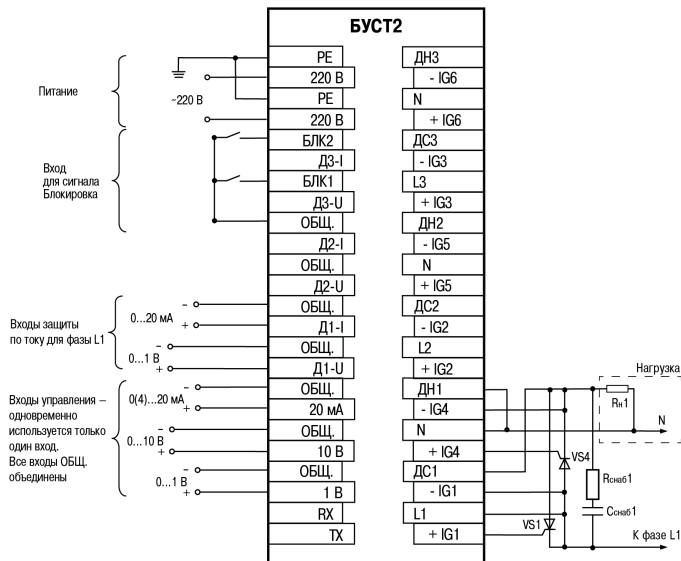 БУСТ2
Питание
~220 В
Вход
для сигнала
Блокировка
Входы защиты
по току для фазы L1
–
0...20 мА
+
–
0...1 В
+
Входы управления –
одновременно
используется только
один вход.
Все входы ОБЩ.
объединены
–
0(4)...20 мА
+
–
0...10 В
+
–
0...1 В
+
PE
220 В
PE
220 В
БЛК2
Д3-I
БЛК1
Д3-U
ОБЩ.
Д2-I
ОБЩ.
Д2-U
ОБЩ.
Д1-I
ОБЩ.
Д1-U
ОБЩ.
20 мА
ОБЩ.
10 В
ОБЩ.
1 В
RX
TX
ДН3
- IG6
N
+ IG6
ДС3
- IG3
L3
+ IG3
ДН2
- IG5
N
+ IG5
ДС2
- IG2
L2
+ IG2
ДН1
- IG4
N
+ IG4
ДС1
- IG1
L1
+ IG1
Нагрузка
Rн1
N
VS4
Rснаб1
Cснаб1
VS1
К фазе L1